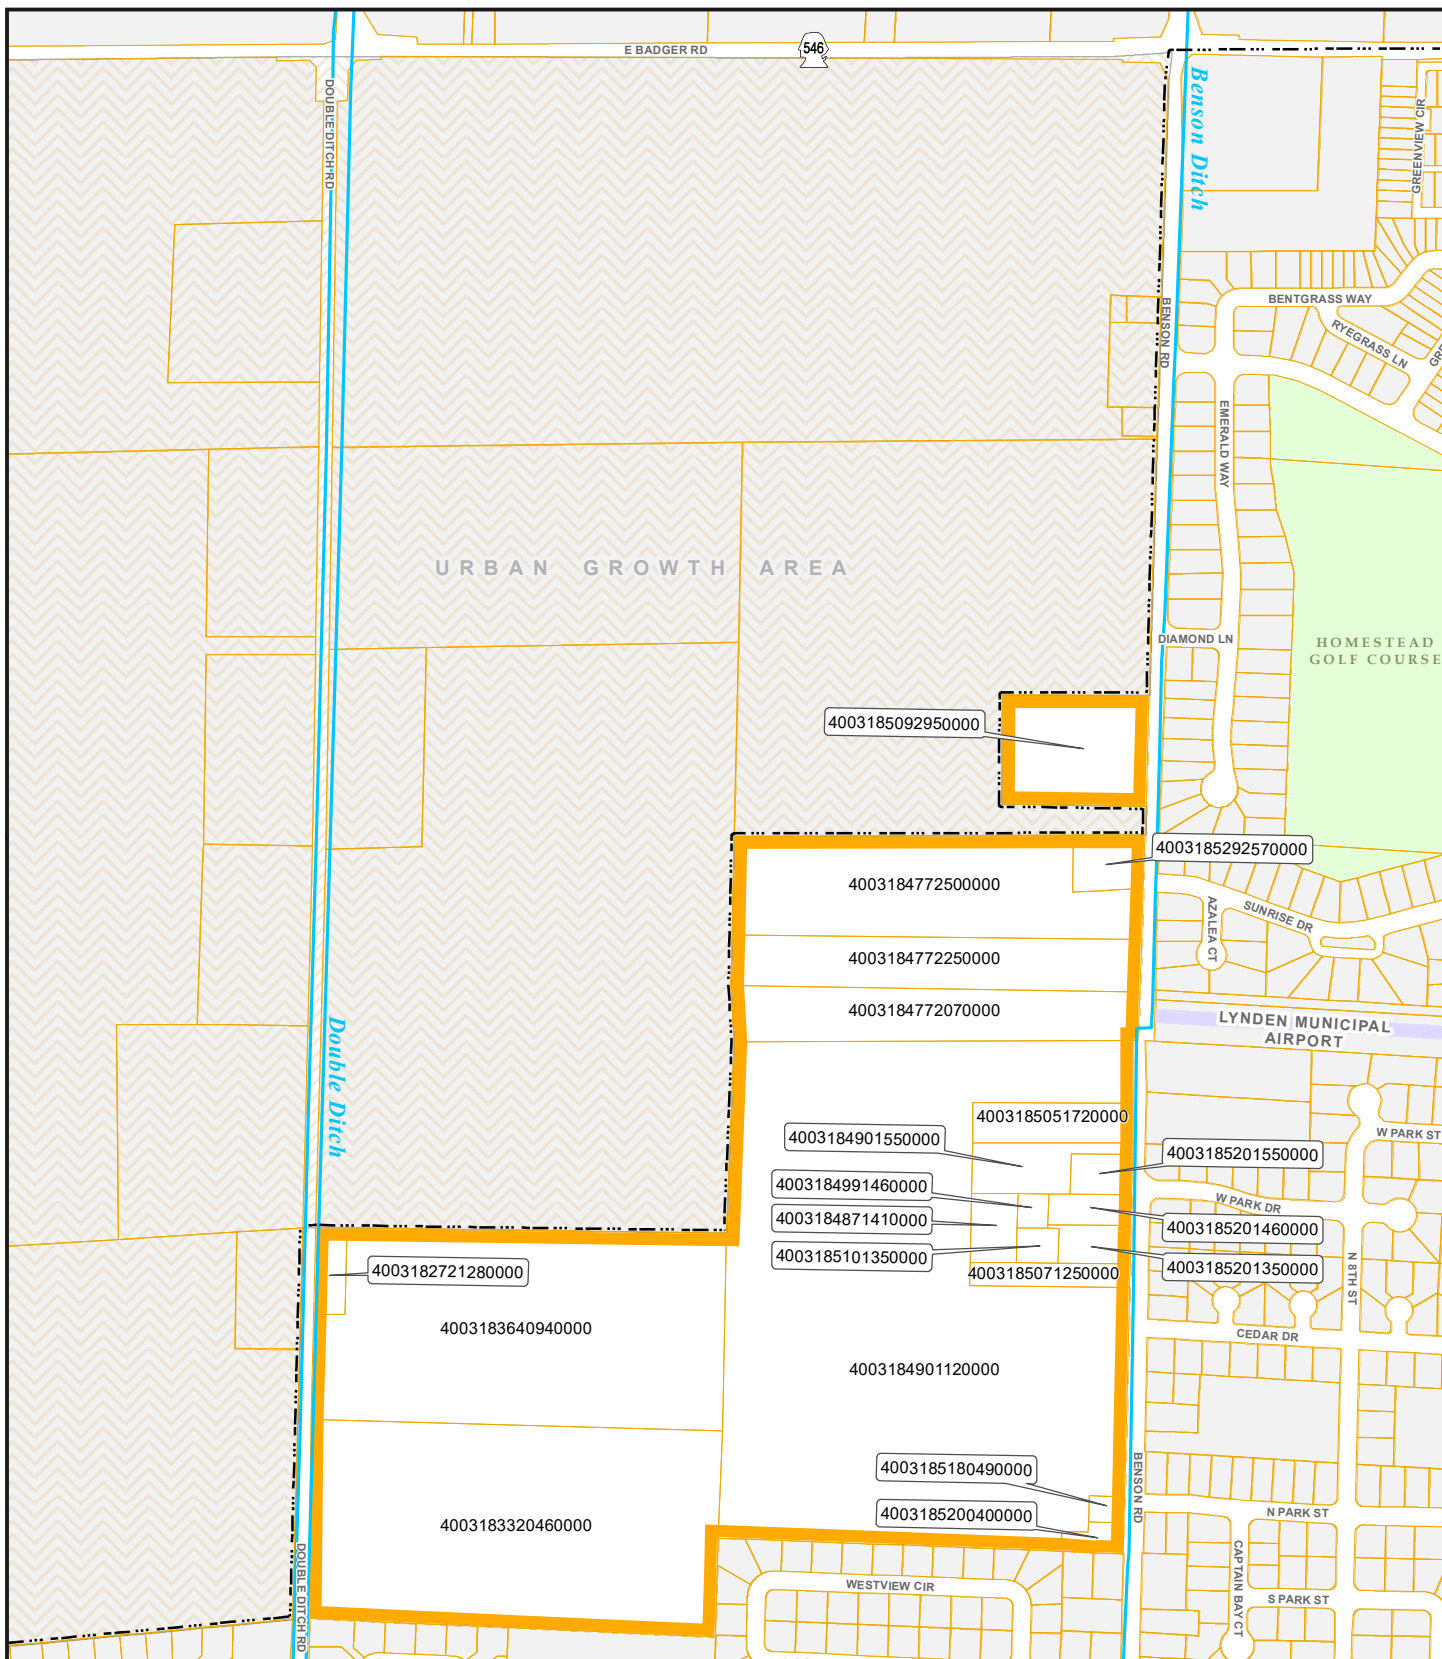 E BADGER RD
546
DOUBLE DITCH RD
Benson Ditch
GREENVIEW CIR
BENTGRASS WAY
RYEGRASS LN
GRE
BENSON RD
EMERALD WAY
URBAN GROWTH AREA
DIAMOND LN
HOMESTEAD
GOLF COURSE
4003185092950000
4003185292570000
4003184772500000
AZALEA CT
SUNRISE DR
4003184772250000
4003184772070000
LYNDEN MUNICIPAL
AIRPORT
Double Ditch
4003185051720000
4003184901550000
W PARK ST
4003185201550000
4003184991460000
W PARK DR
4003184871410000
4003185201460000
4003185101350000
4003185201350000
4003185071250000
N 8TH ST
4003182721280000
4003183640940000
CEDAR DR
4003184901120000
4003185180490000
BENSON RD
4003185200400000
N PARK ST
4003183320460000
DOUBLE DITCH RD
WESTVIEW CIR
CAPTAIN BAY CT
S PARK ST